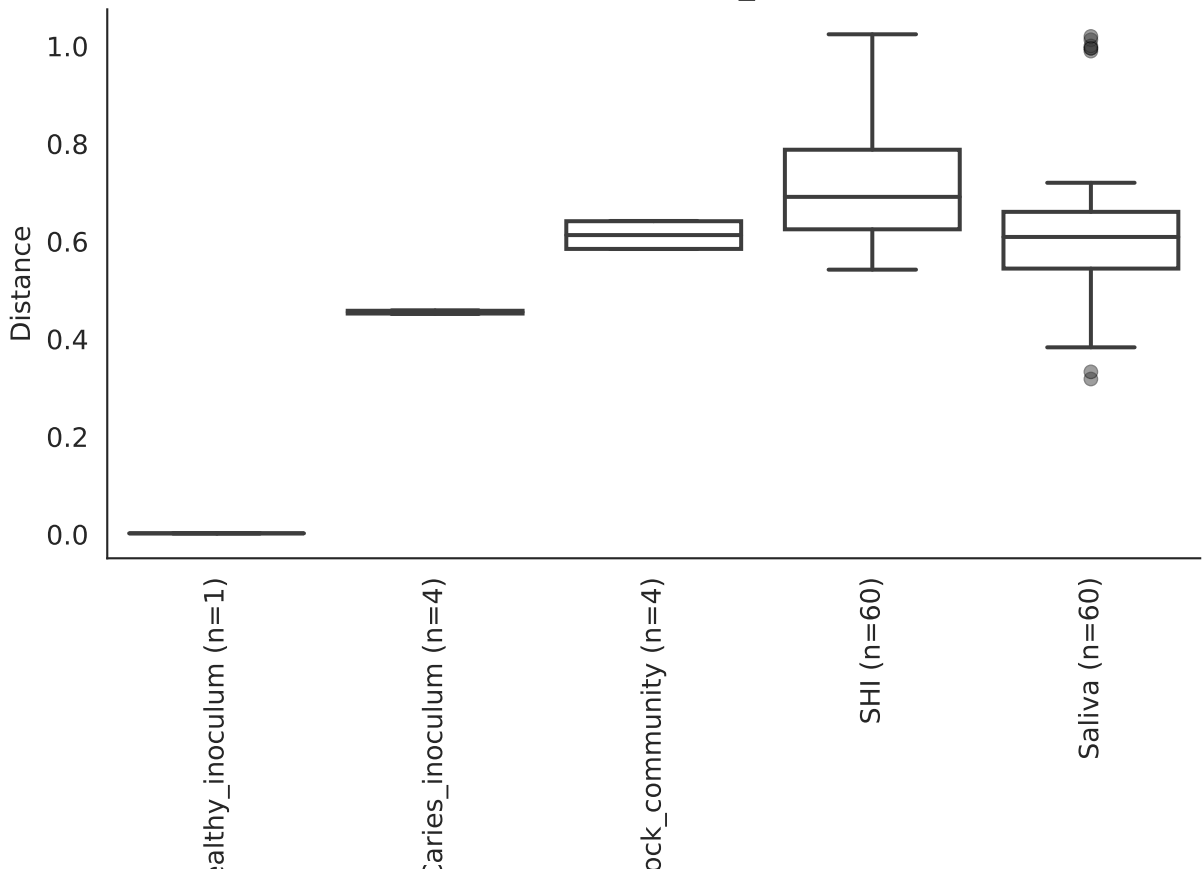 1.0
0.8
0.6
0.4
0.2
0.0
Distance
ealthy_inoculum (n=1)
Caries_inoculum (n=4)
ock_community (n=4)
SHI (n=60)
Saliva (n=60)